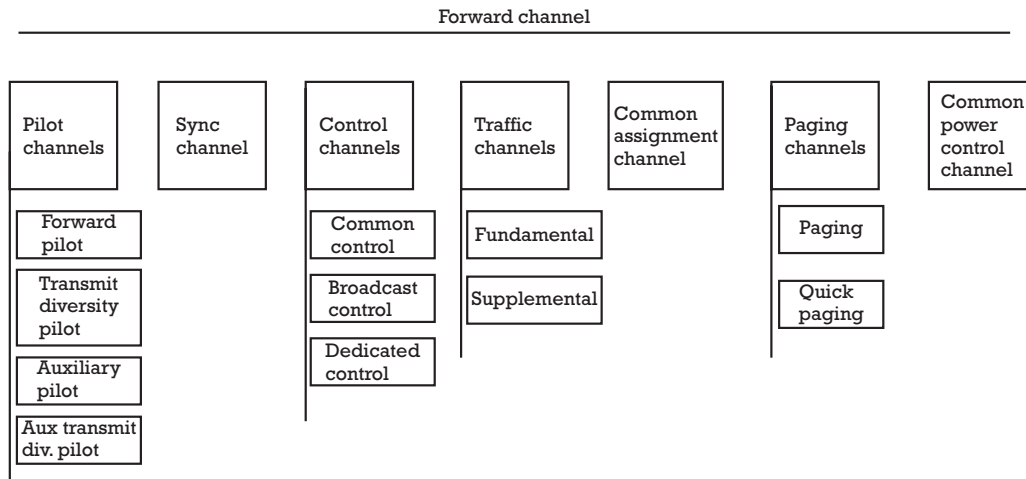 Forward channel
Pilot
channels
Sync
channel
Control
channels
Traffic
channels
Common
assignment
channel
Paging
channels
Common
power
control
channel
Forward
pilot
Transmit
diversity
pilot
Auxiliary
pilot
Aux transmit
div. pilot
Common
control
Broadcast
control
Dedicated
control
Fundamental
Supplemental
Paging
Quick
paging